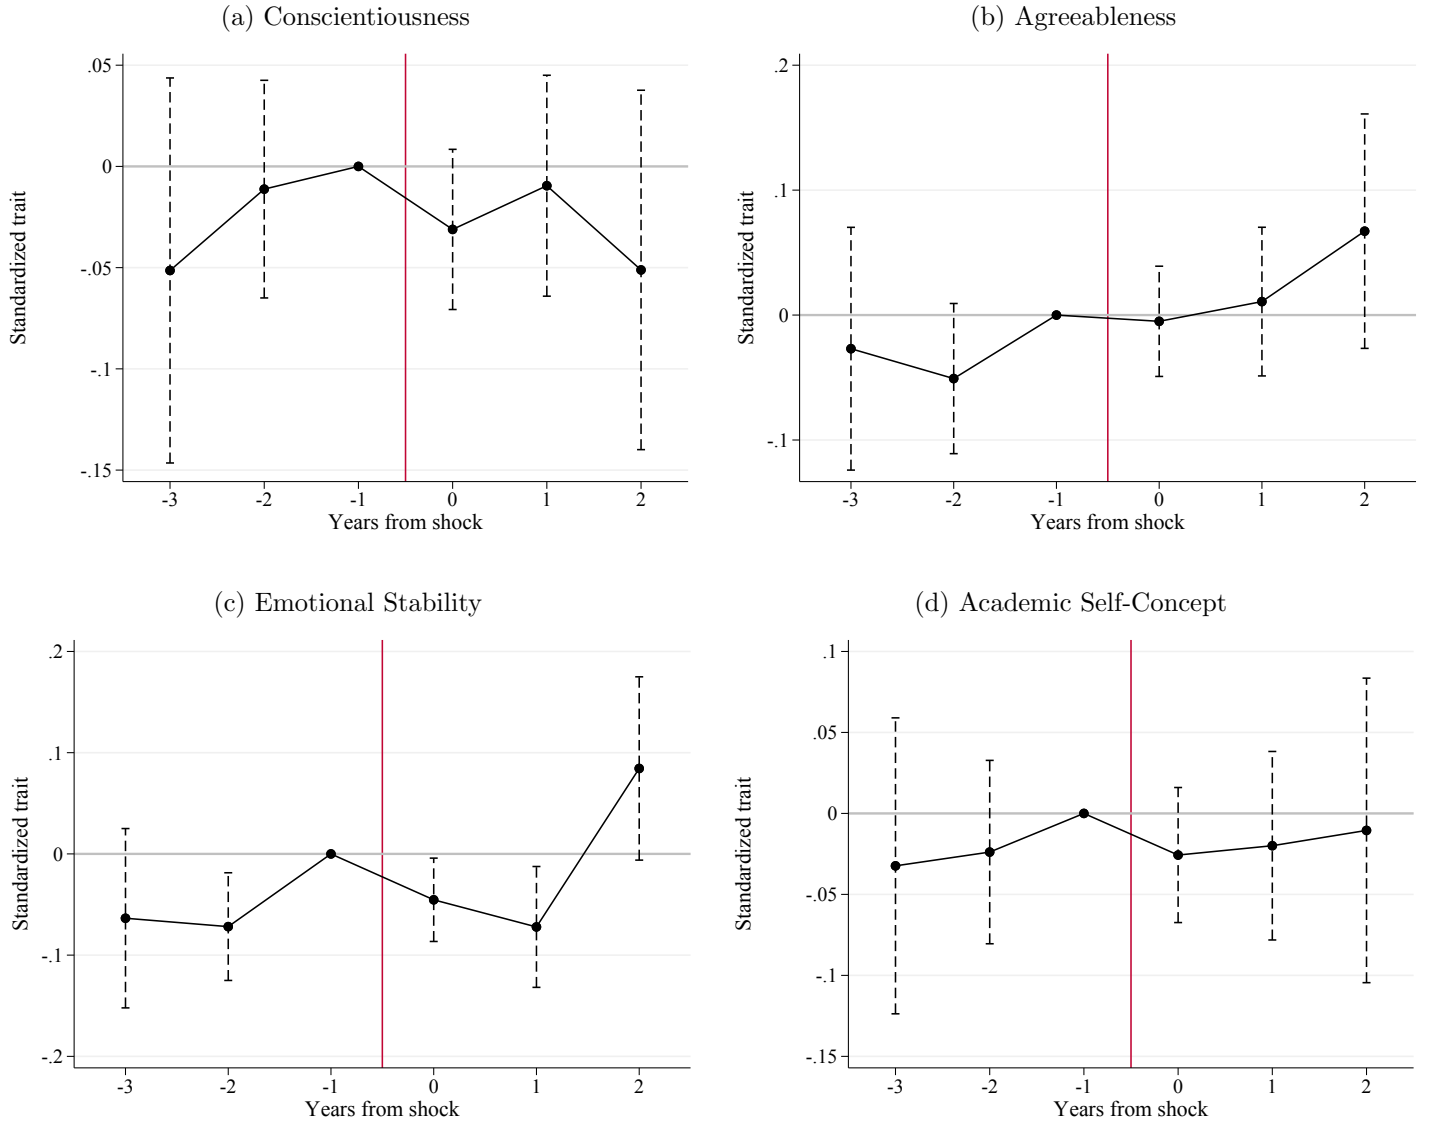 (a) Conscientiousness
Standardized trait
.05
0
-.05
-.1
-.15
-3 -2 -1 0 1 2
Years from shock
(b) Agreeableness
Standardized trait
.2
.1
0
-.1
-3 -2 -1 0 1 2
Years from shock
(c) Emotional Stability
Standardized trait
.2
.1
0
-.1
-.2
-3 -2 -1 0 1 2
Years from shock
(d) Academic Self-Concept
Standardized trait
.1
.05
0
-.05
-.1
-.15
-3 -2 -1 0 1 2
Years from shock